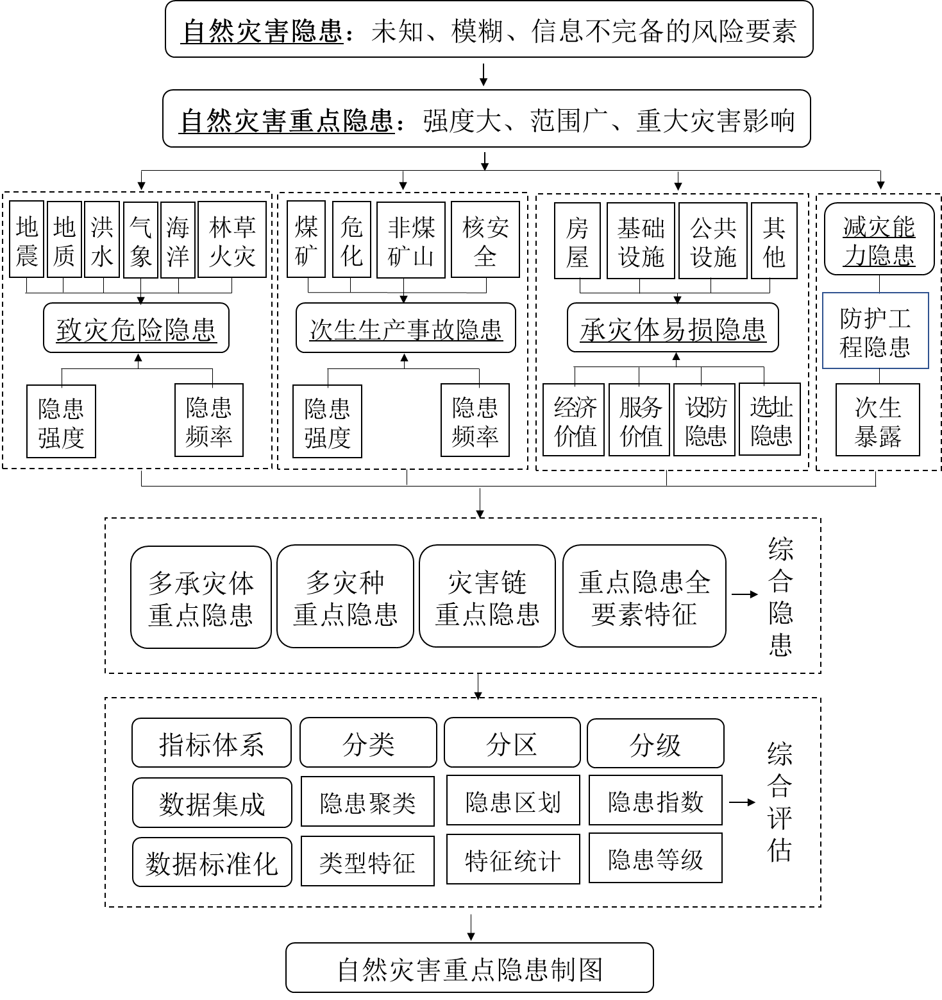 自然灾害隐患：未知、模糊、信息不完备的风险要素
自然灾害重点隐患：强度大、范围广、重大灾害影响
地
震
地
质
洪
水
气
象
海
洋
林草
火灾
致灾危险隐患
隐患
强度
隐患
频率
煤
矿
危
化
非煤
矿山
核安
全
次生生产事故隐患
隐患
强度
隐患
频率
房
屋
基础
设施
公共
设施
其
他
承灾体易损隐患
经济
价值
服务
价值
设防
隐患
选址
隐患
减灾能
力隐患
防护工
程隐患
次生
暴露
多承灾体
重点隐患
多灾种
重点隐患
灾害链
重点隐患
重点隐患全
要素特征
综
合
隐
患
指标体系
分类
分区
分级
数据集成
隐患聚类
隐患区划
隐患指数
数据标准化
类型特征
特征统计
隐患等级
综
合
评
估
自然灾害重点隐患制图